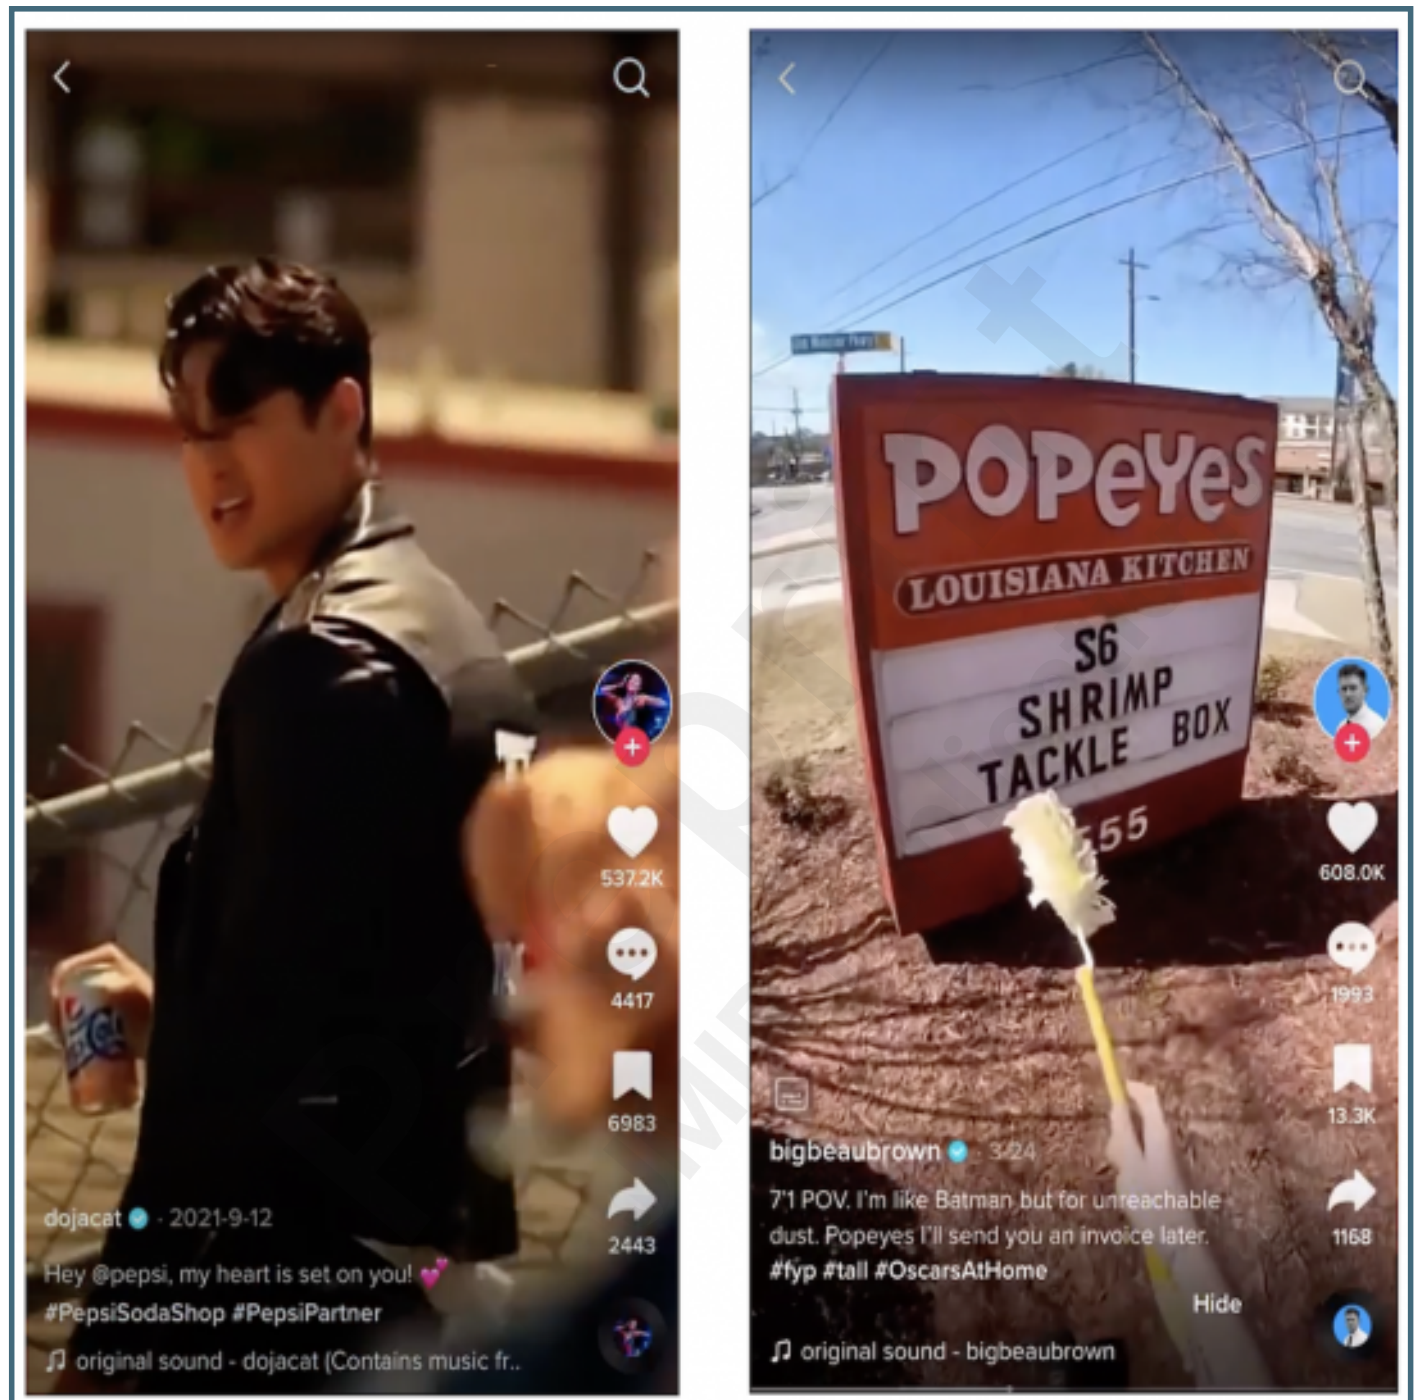 537.2K
4417
6983
2443
dojacat · 2021-9-12
Hey @pepsi, my heart is set on you! 💕
#PepsiSodaShop #PepsiPartner
original sound - dojacat (Contains music fr..
POPEYES
LOUISIANA KITCHEN
S6
SHRIMP
TACKLE BOX
555
608.0K
1993
13.3K
1168
bigbeaubrown · 3-24
7'1 POV. I'm like Batman but for unreachable
dust. Popeyes I'll send you an invoice later.
#fyp #tall #OscarsAtHome
Hide
original sound - bigbeaubrown